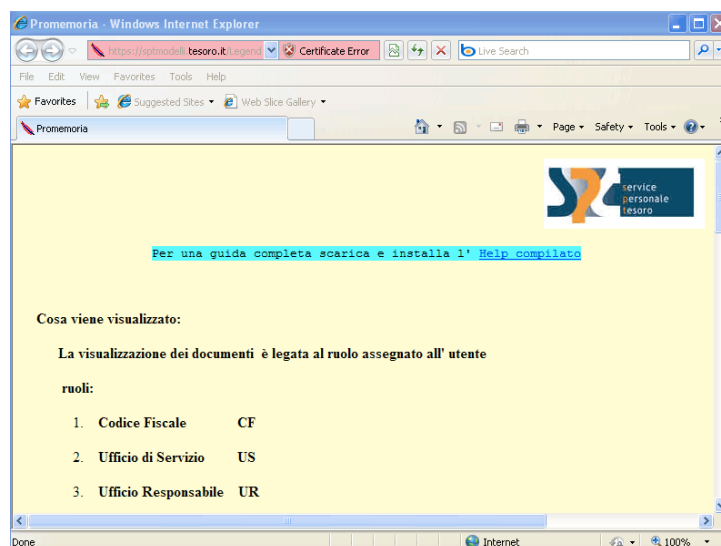 Promemoria - Windows Internet Explorer
https://sptmodelli.tesoro.it/Legend Certificate Error Live Search
File Edit View Favorites Tools Help
Favorites Suggested Sites Web Slice Gallery
Promemoria Page Safety Tools
service
personale
tesoro
Per una guida completa scarica e installa l' Help compilato
Cosa viene visualizzato:
La visualizzazione dei documenti è legata al ruolo assegnato all' utente
ruoli:
1. Codice Fiscale CF
2. Ufficio di Servizio US
3. Ufficio Responsabile UR
Done Internet 100%